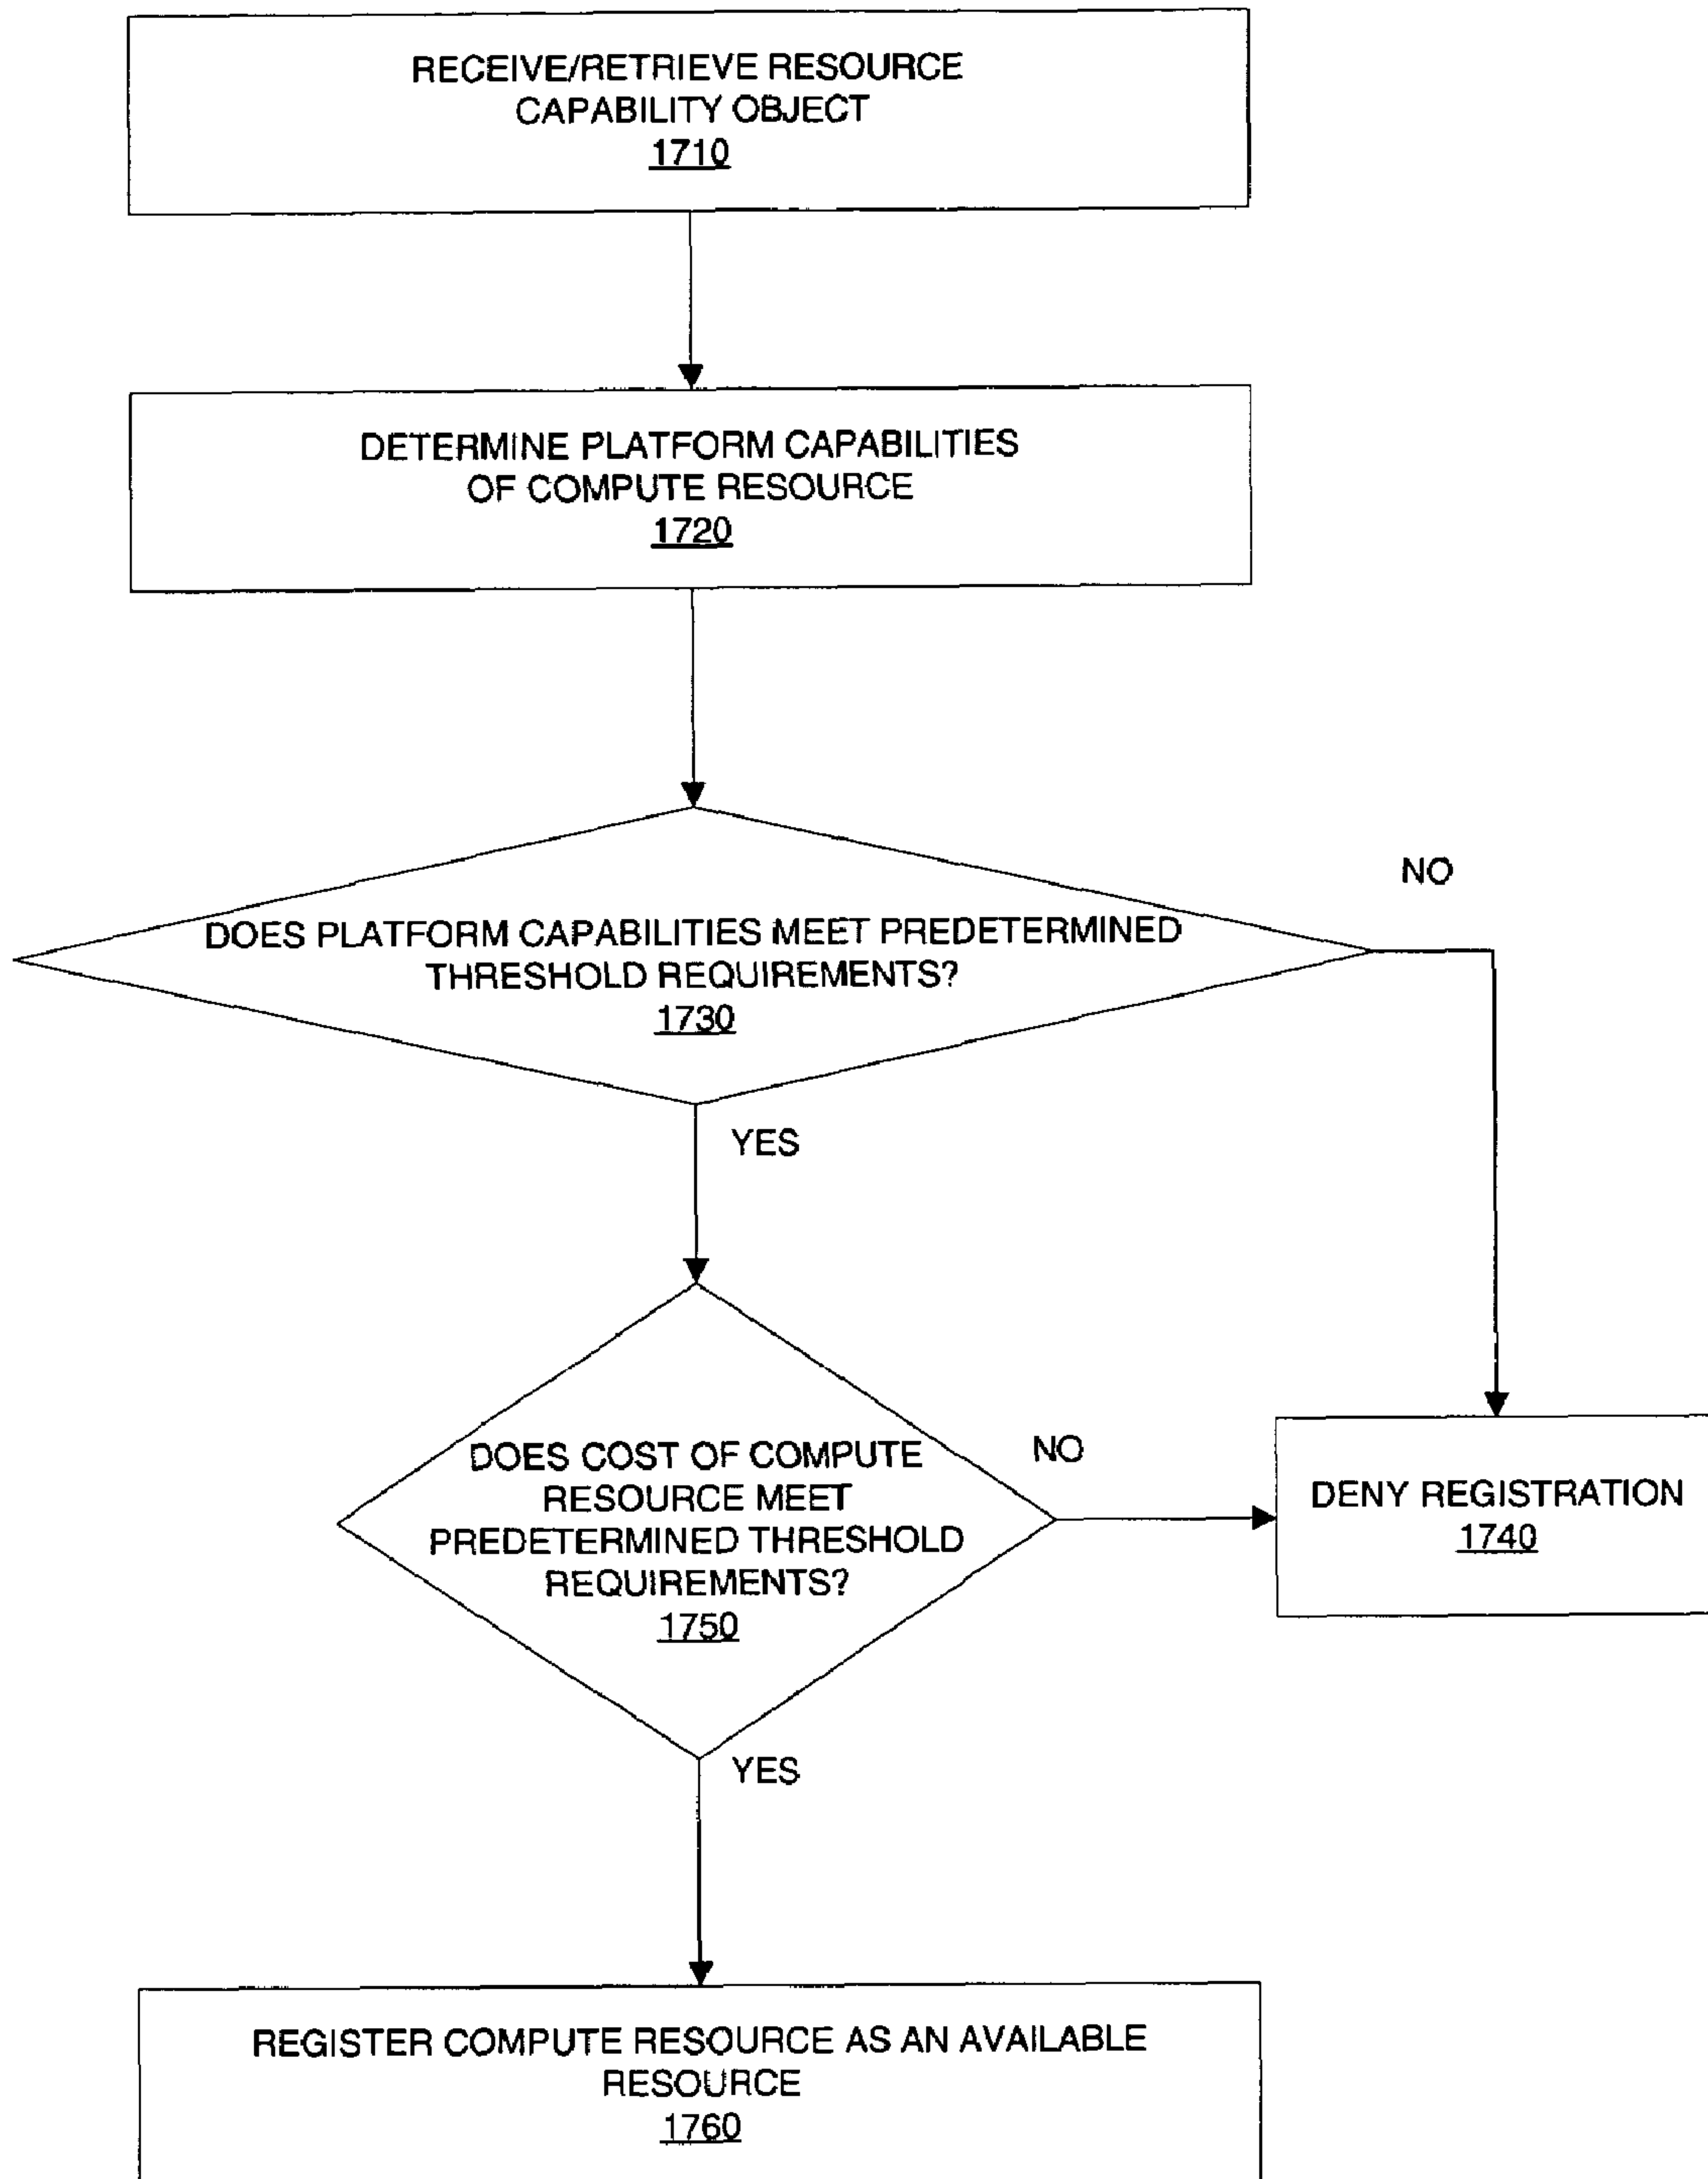 RECEIVE/RETRIEVE RESOURCE
CAPABILITY OBJECT
1710
DETERMINE PLATFORM CAPABILITIES
OF COMPUTE RESOURCE
1720
NO
DOES PLATFORM CAPABILITIES MEET PREDETERMINED
THRESHOLD REQUIREMENTS?
1730
YES
DOES COST OF COMPUTE
RESOURCE MEET
PREDETERMINED THRESHOLD
REQUIREMENTS?
1750
NO
DENY REGISTRATION
1740
YES
REGISTER COMPUTE RESOURCE AS AN AVAILABLE
RESOURCE
1760